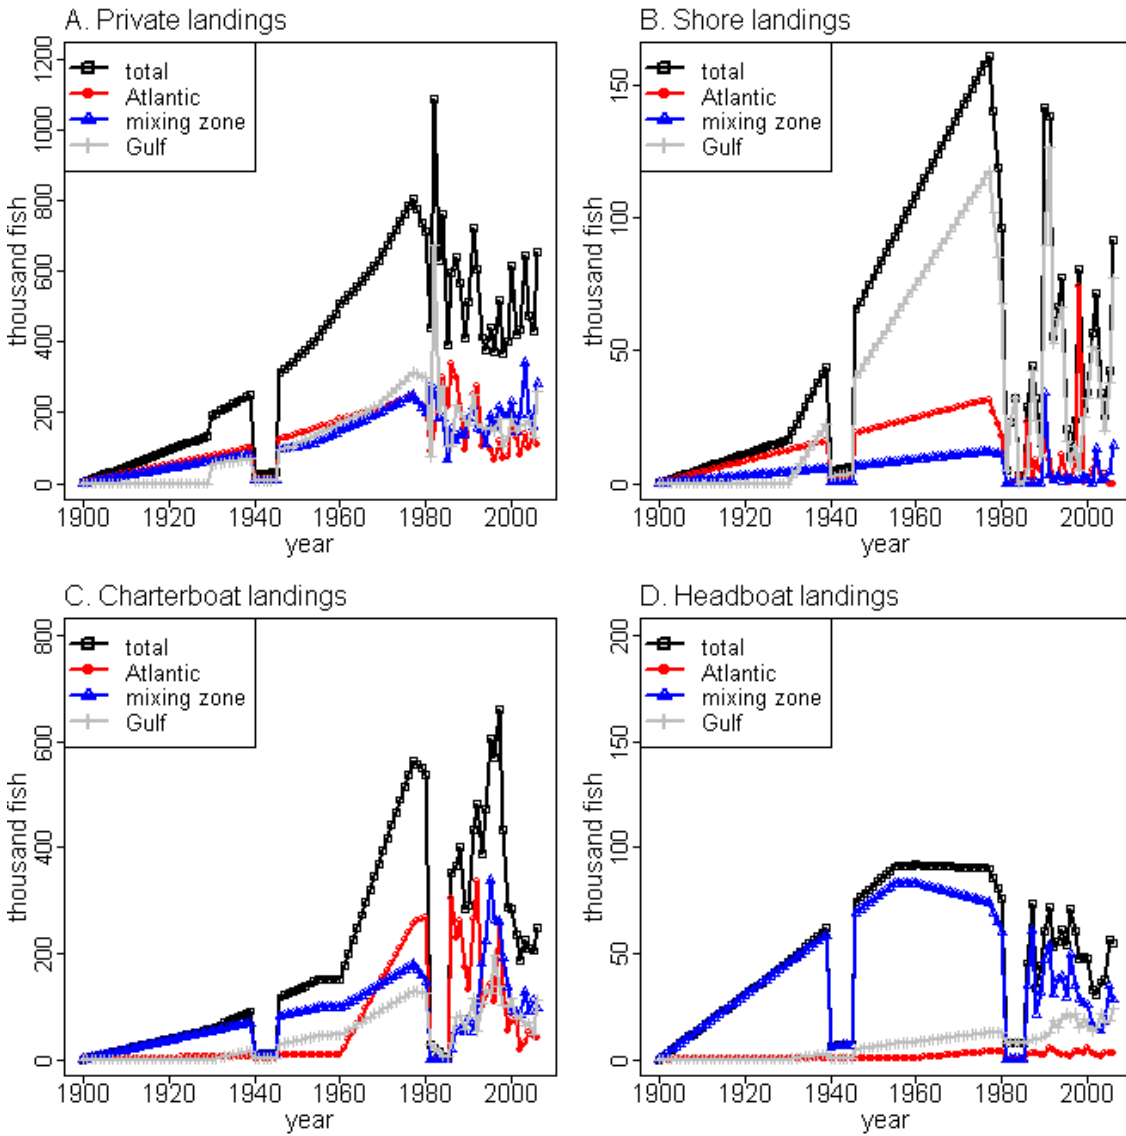 A. Private landings
thousand fish
0 200 400 600 800 1000 1200
total
Atlantic
mixing zone
Gulf
1900 1920 1940 1960 1980 2000
year
B. Shore landings
thousand fish
0 50 100 150
total
Atlantic
mixing zone
Gulf
1900 1920 1940 1960 1980 2000
year
C. Charterboat landings
thousand fish
0 200 400 600 800
total
Atlantic
mixing zone
Gulf
1900 1920 1940 1960 1980 2000
year
D. Headboat landings
thousand fish
0 50 100 150 200
total
Atlantic
mixing zone
Gulf
1900 1920 1940 1960 1980 2000
year